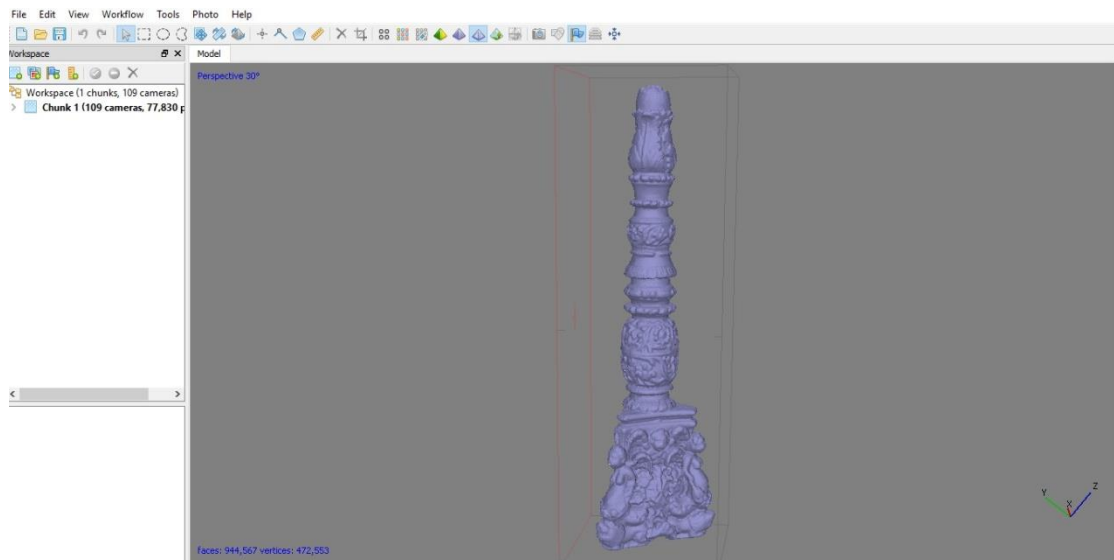 File Edit View Workflow Tools Photo Help
Workspace
Model
Workspace (1 chunks, 109 cameras)
Chunk 1 (109 cameras, 77,830 p
Perspective 30°
Y
X
Z
faces: 944,567 vertices: 472,553